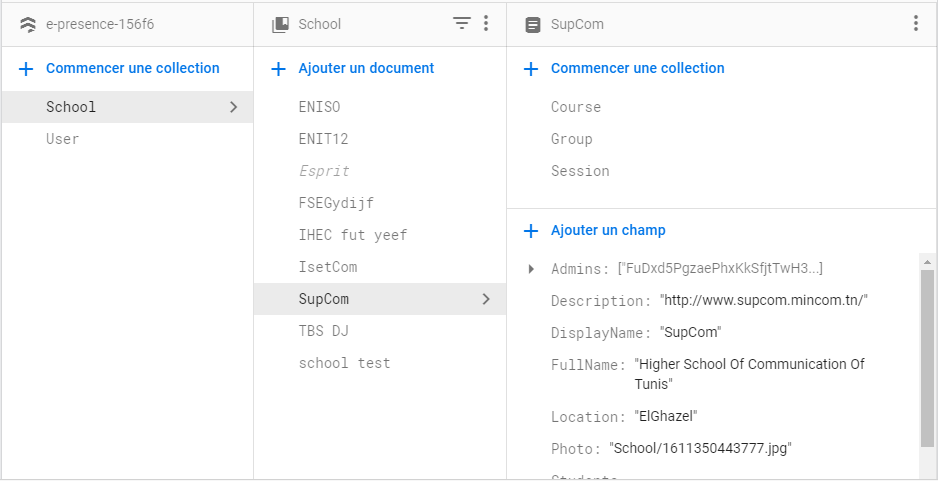 e-presence-156f6
Commencer une collection
School
User
School
Ajouter un document
ENISO
ENIT12
Esprit
FSEGydijf
IHEC fut yeef
IsetCom
SupCom
TBS DJ
school test
SupCom
Commencer une collection
Course
Group
Session
Ajouter un champ
Admins: ["FuDxd5PgzaePhxKkSfjtTwH3...]
Description: "http://www.supcom.mincom.tn/"
DisplayName: "SupCom"
FullName: "Higher School Of Communication Of
Tunis"
Location: "ElGhazel"
Photo: "School/1611350443777.jpg"